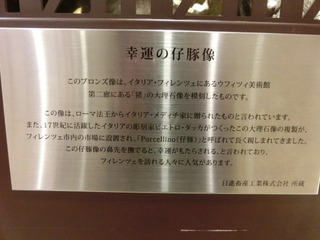 幸運の仔豚像
このブロンズ像は、イタリア・フィレンツェにあるウフィツィ美術館
第二廊にある「猪」の大理石像を模刻したものです。
この像は、ローマ法王からイタリア・メディチ家に贈られたものと言われています。
また、17世紀に活躍したイタリアの彫刻家ピエトロ・タッカがつくったこの大理石像の複製が、
フィレンツェ市内の市場に設置され、「Porcellino(仔豚)」と呼ばれて長く親しまれてきました。
この仔豚像の鼻先を撫でると、幸運がもたらされる、と言われており、
フィレンツェを訪れる人々に人気があります。
日進畜産工業株式会社 所蔵